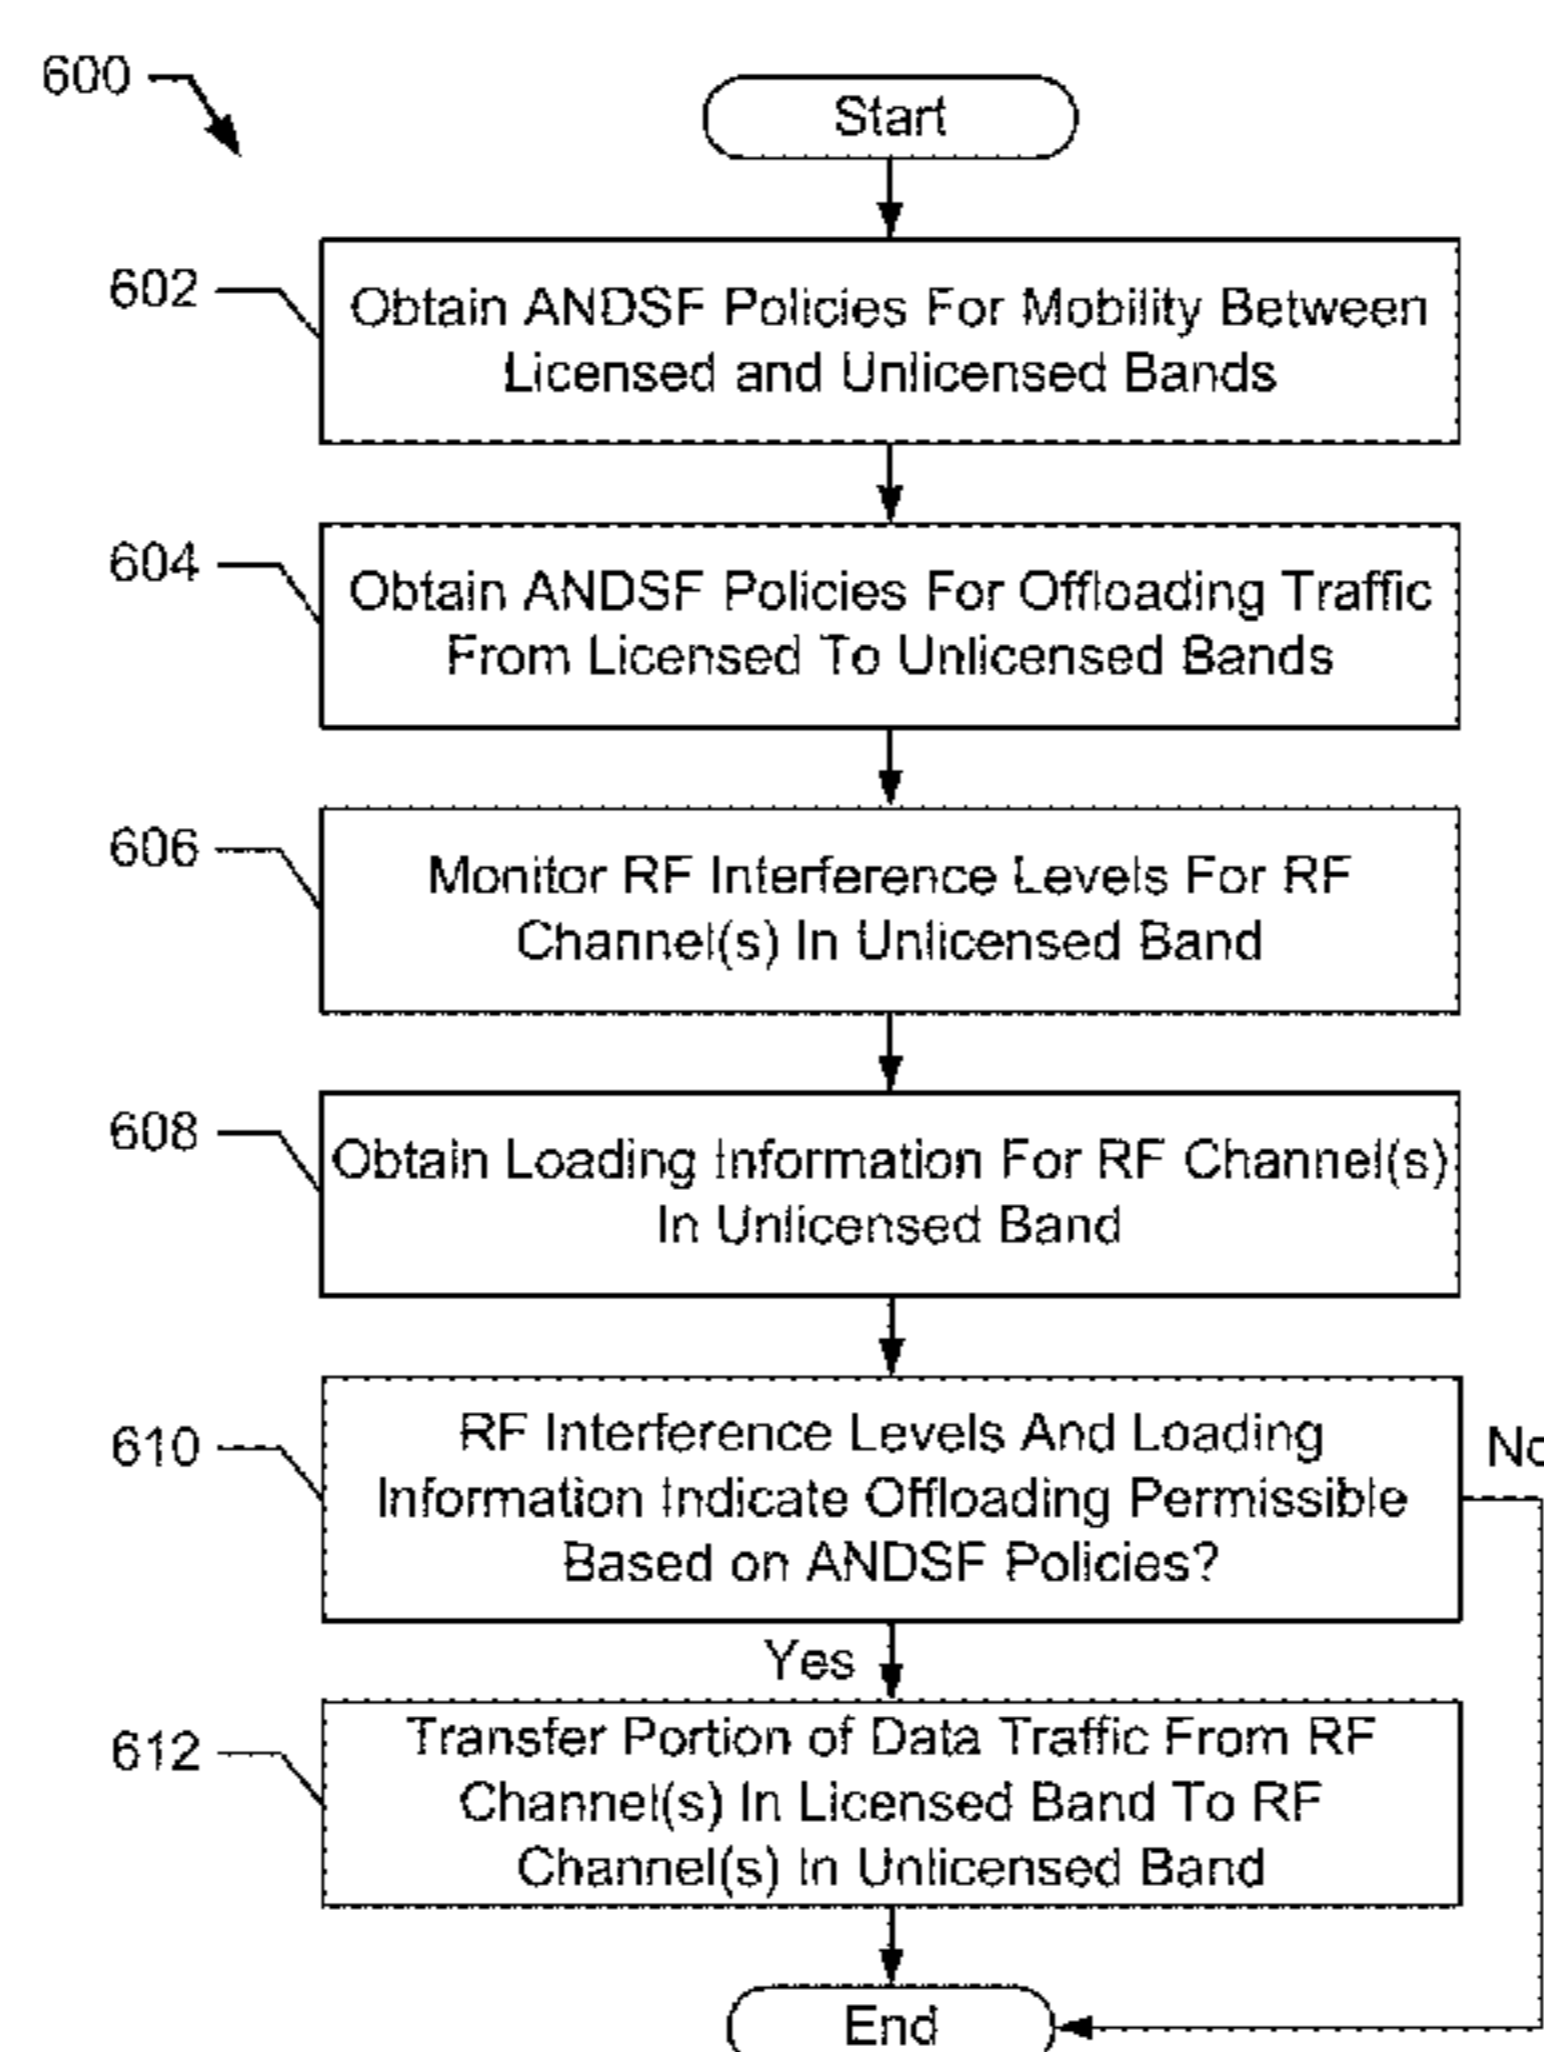 600
Start
602
Obtain ANDSF Policies For Mobility Between
Licensed and Unlicensed Bands
604
Obtain ANDSF Policies For Offloading Traffic
From Licensed To Unlicensed Bands
606
Monitor RF Interference Levels For RF
Channel(s) In Unlicensed Band
608
Obtain Loading Information For RF Channel(s)
In Unlicensed Band
610
RF Interference Levels And Loading
Information Indicate Offloading Permissible
Based on ANDSF Policies?
No
Yes
612
Transfer Portion of Data Traffic From RF
Channel(s) In Licensed Band To RF
Channel(s) In Unlicensed Band
End